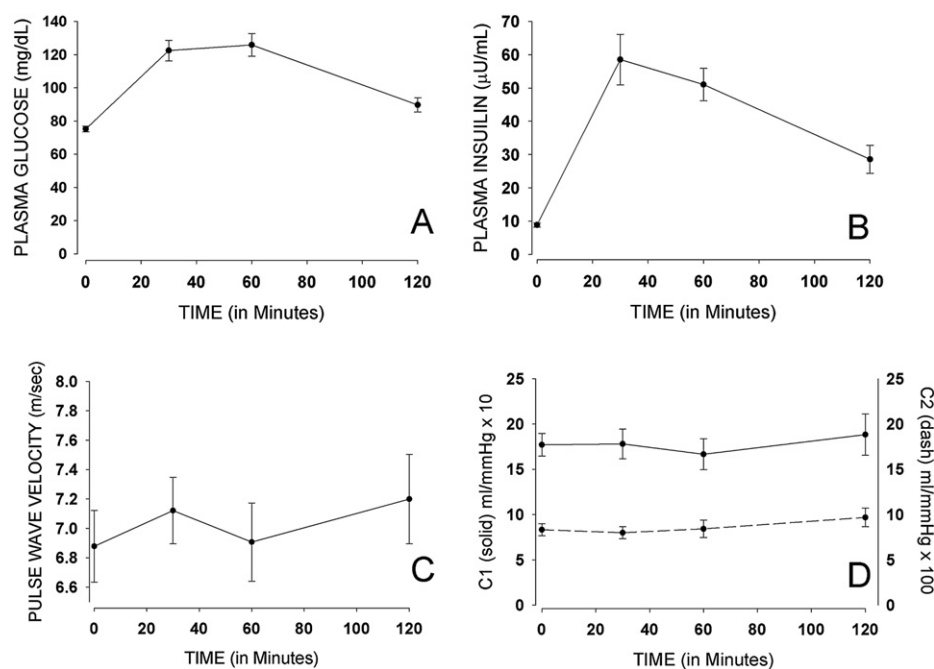 PLASMA GLUCOSE (mg/dL)
140
120
100
80
60
40
20
0
A
0 20 40 60 80 100 120
TIME (in Minutes)
PLASMA INSUILIN (μU/mL)
70
60
50
40
30
20
10
0
B
0 20 40 60 80 100 120
TIME (in Minutes)
PULSE WAVE VELOCITY (m/sec)
8.0
7.8
7.6
7.4
7.2
7.0
6.8
6.6
C
0 20 40 60 80 100 120
TIME (in Minutes)
C1 (solid) ml/mmHg x 10
25
20
15
10
5
0
D
25
20
15
10
5
0
C2 (dash) ml/mmHg x 100
0 20 40 60 80 100 120
TIME (in Minutes)